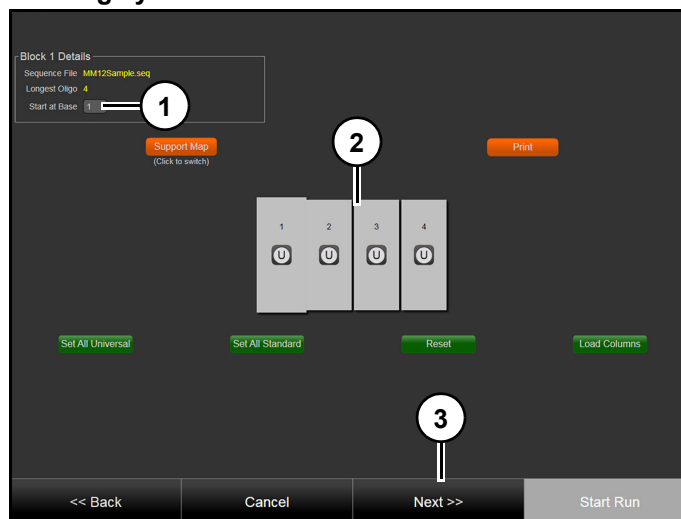 Block 1 Details
Sequence File MM12Sample.seq
Longest Oligo 4
Start at Base 1
1
Support Map
(Click to switch)
2
Print
1 2 3 4
U U U U
Set All Universal Set All Standard Reset Load Columns
3
<< Back Cancel Next >> Start Run